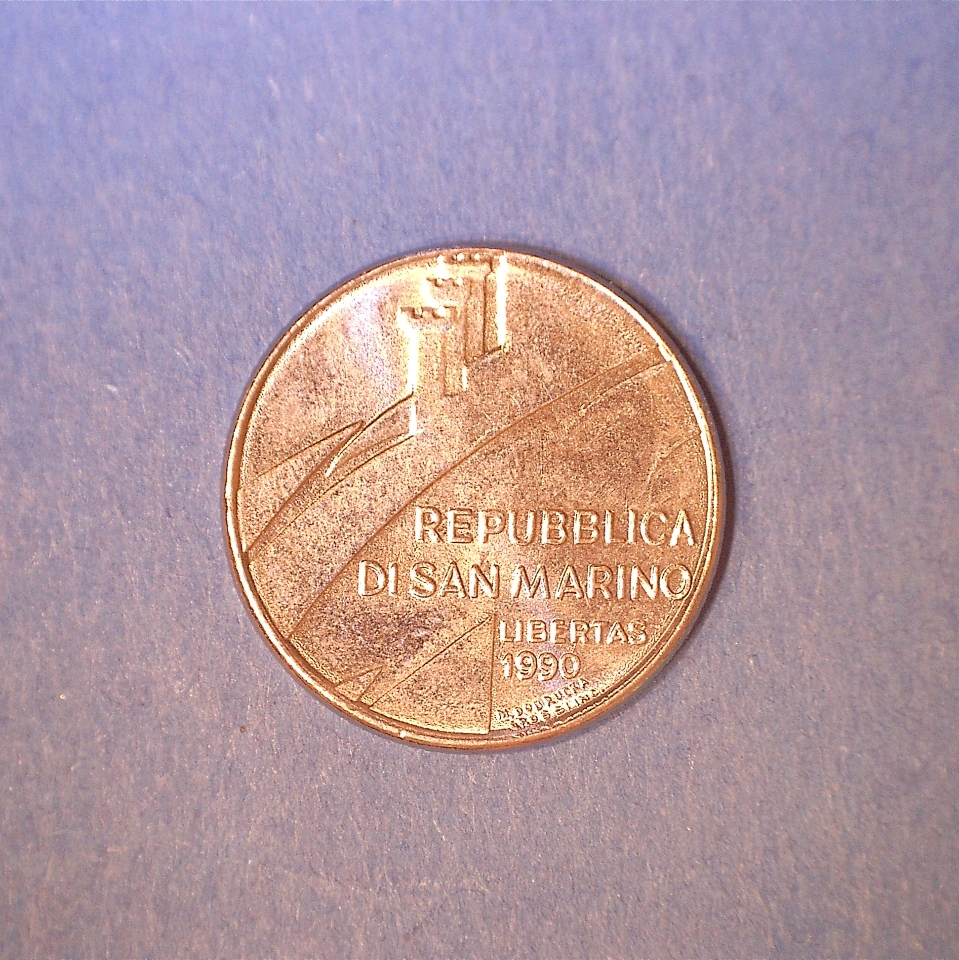 REPUBBLICA
DI SAN MARINO
LIBERTAS
1990